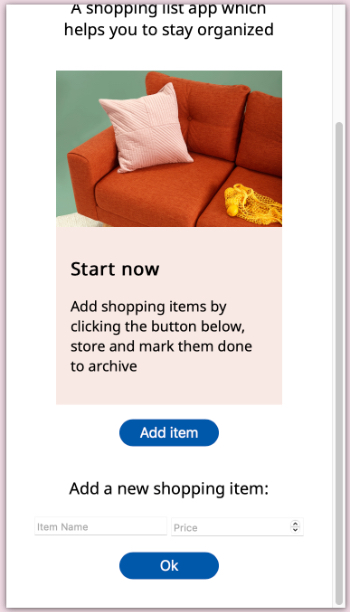 A shopping list app which
helps you to stay organized
Start now
Add shopping items by
clicking the button below,
store and mark them done
to archive
Add item
Add a new shopping item:
Item Name
Price
Ok